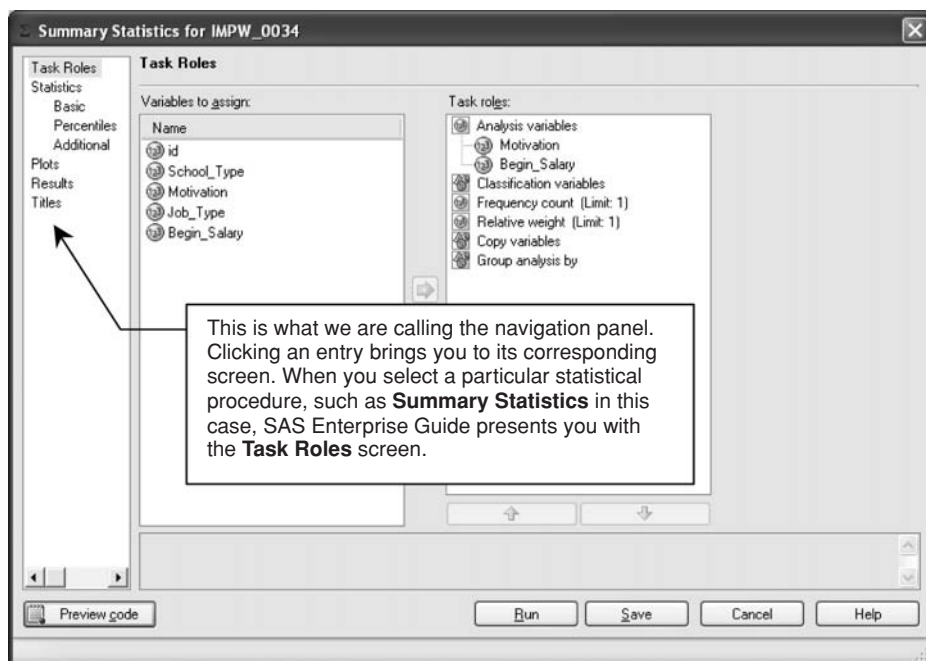 Summary Statistics for IMPW_0034
Task Roles
Statistics
Basic
Percentiles
Additional
Plots
Results
Titles
Task Roles
Variables to assign:
Name
id
School_Type
Motivation
Job_Type
Begin_Salary
Task roles:
Analysis variables
Motivation
Begin_Salary
Classification variables
Frequency count (Limit: 1)
Relative weight (Limit: 1)
Copy variables
Group analysis by
This is what we are calling the navigation panel.
Clicking an entry brings you to its corresponding
screen. When you select a particular statistical
procedure, such as Summary Statistics in this
case, SAS Enterprise Guide presents you with
the Task Roles screen.
Preview code
Run
Save
Cancel
Help